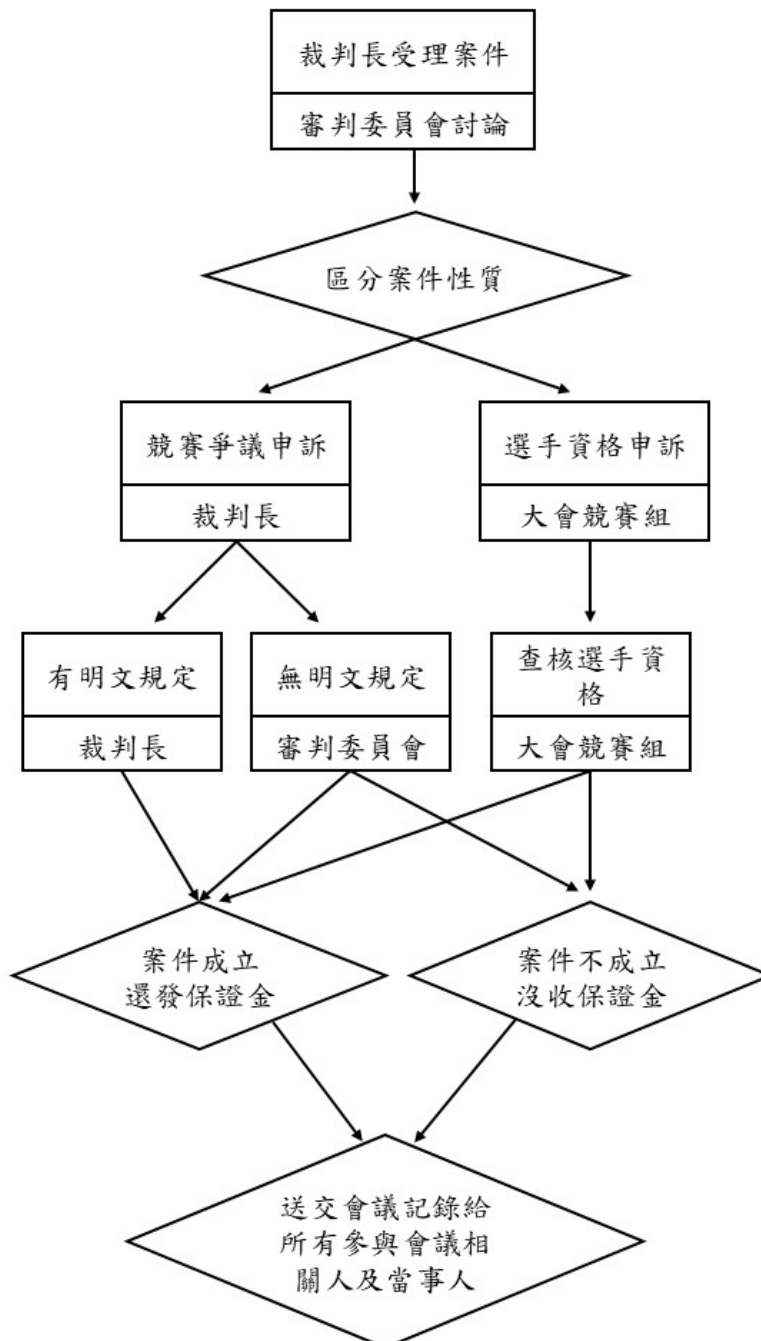 裁判長受理案件
審判委員會討論
區分案件性質
競賽爭議申訴
裁判長
選手資格申訴
大會競賽組
有明文規定
裁判長
無明文規定
審判委員會
查核選手資
格
大會競賽組
案件成立
還發保證金
案件不成立
沒收保證金
送交會議記錄給
所有參與會議相
關人及當事人